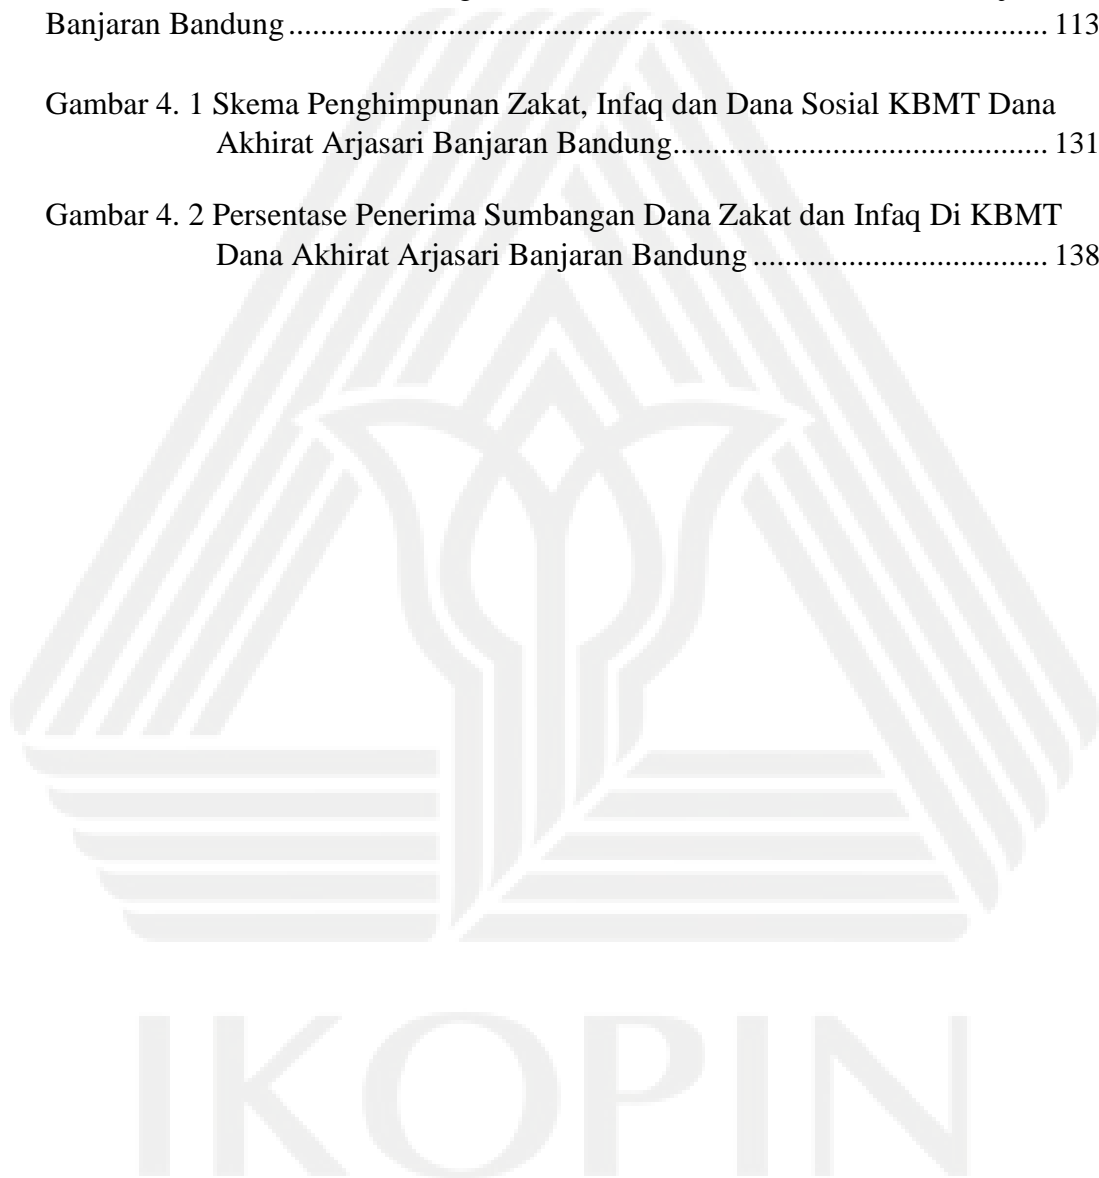 Banjaran Bandung ........................................................................................... 113
Gambar 4. 1 Skema Penghimpunan Zakat, Infaq dan Dana Sosial KBMT Dana
Akhirat Arjasari Banjaran Bandung ............................................. 131
Gambar 4. 2 Persentase Penerima Sumbangan Dana Zakat dan Infaq Di KBMT
Dana Akhirat Arjasari Banjaran Bandung ................................... 138
IKOPIN